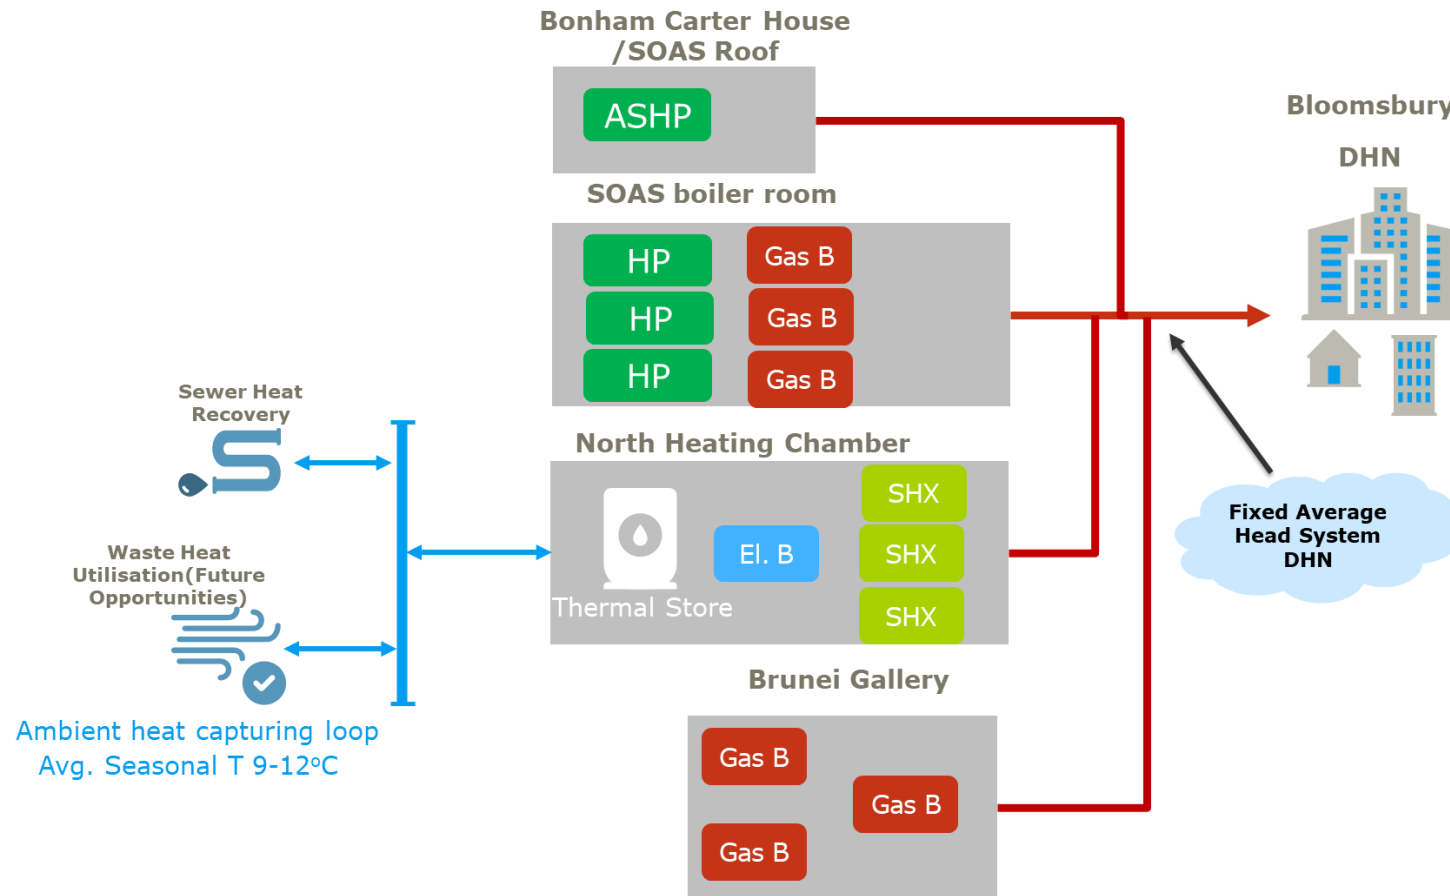 Bonham Carter House
/SOAS Roof
ASHP
SOAS boiler room
HP
Gas B
HP
Gas B
HP
Gas B
Bloomsbury
DHN
Sewer Heat
Recovery
Waste Heat
Utilisation(Future
Opportunities)
Ambient heat capturing loop
Avg. Seasonal T 9-12ºC
North Heating Chamber
Thermal Store
El. B
SHX
SHX
SHX
Fixed Average
Head System
DHN
Brunei Gallery
Gas B
Gas B
Gas B